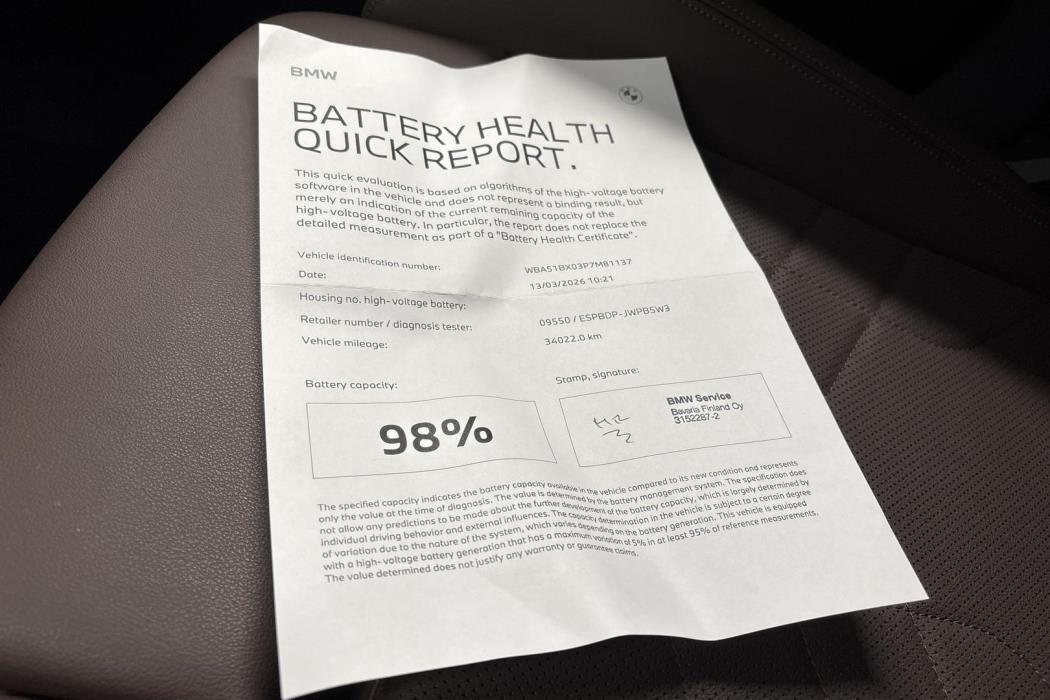 BMW
BATTERY HEALTH
QUICK REPORT.
This quick evaluation is based on algorithms of the high-voltage battery
software in the vehicle and does not represent a binding result, but
merely an indication of the current remaining capacity of the
high-voltage battery. In particular, the report does not replace the
detailed measurement as part of a "Battery Health Certificate".
Vehicle identification number: WBA51BX03P7M81137
Date: 13/03/2026 10:21
Housing no. high-voltage battery:
Retailer number / diagnosis tester: 09550 / ESPBDP-JWPB5W3
Vehicle mileage: 34022.0 km
Battery capacity:
98%
Stamp, signature:
BMW Service
Bavaria Finland Oy
3152287-2
The specified capacity indicates the battery capacity available in the vehicle compared to its new condition and represents
only the value at the time of diagnosis. The value is determined by the battery management system. The specification does
not allow any predictions to be made about the further development of the battery capacity, which is largely determined by
individual driving behavior and external influences. The capacity determination in the vehicle is subject to a certain degree
of variation due to the nature of the system, which varies depending on the battery generation. This vehicle is equipped
with a high-voltage battery generation that has a maximum variation of 5% in at least 95% of reference measurements.
The value determined does not justify any warranty or guarantee claims.